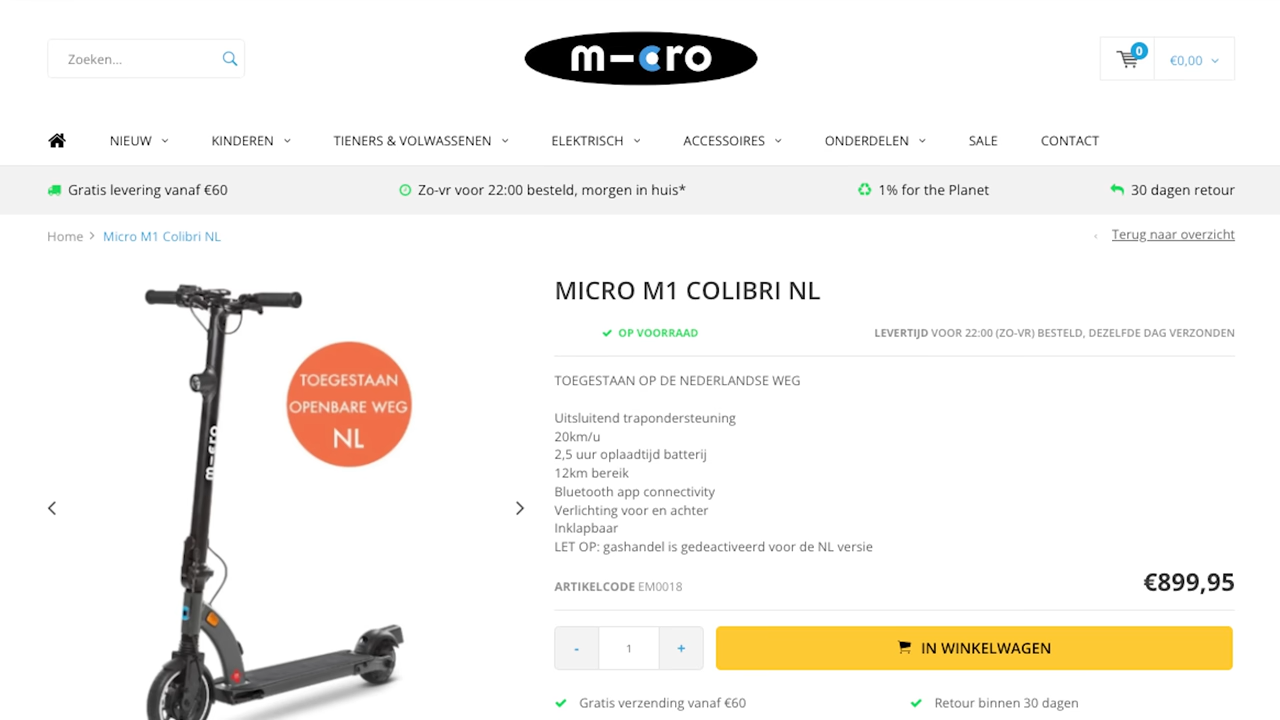 Zoeken...
m-cro
0
€0,00
NIEUW
KINDEREN
TIENERS & VOLWASSENEN
ELEKTRISCH
ACCESSOIRES
ONDERDELEN
SALE
CONTACT
Gratis levering vanaf €60
Zo-vr voor 22:00 besteld, morgen in huis*
1% for the Planet
30 dagen retour
Home
Micro M1 Colibri NL
Terug naar overzicht
TOEGESTAAN
OPENBARE WEG
NL
micro
MICRO M1 COLIBRI NL
OP VOORRAAD
LEVERTIJD VOOR 22:00 (ZO-VR) BESTELD, DEZELFDE DAG VERZONDEN
TOEGESTAAN OP DE NEDERLANDSE WEG
Uitsluitend trapondersteuning
20km/u
2,5 uur oplaadtijd batterij
12km bereik
Bluetooth app connectivity
Verlichting voor en achter
Inklapbaar
LET OP: gashandel is gedeactiveerd voor de NL versie
ARTIKELCODE EM0018
€899,95
- 1 +
IN WINKELWAGEN
Gratis verzending vanaf €60
Retour binnen 30 dagen